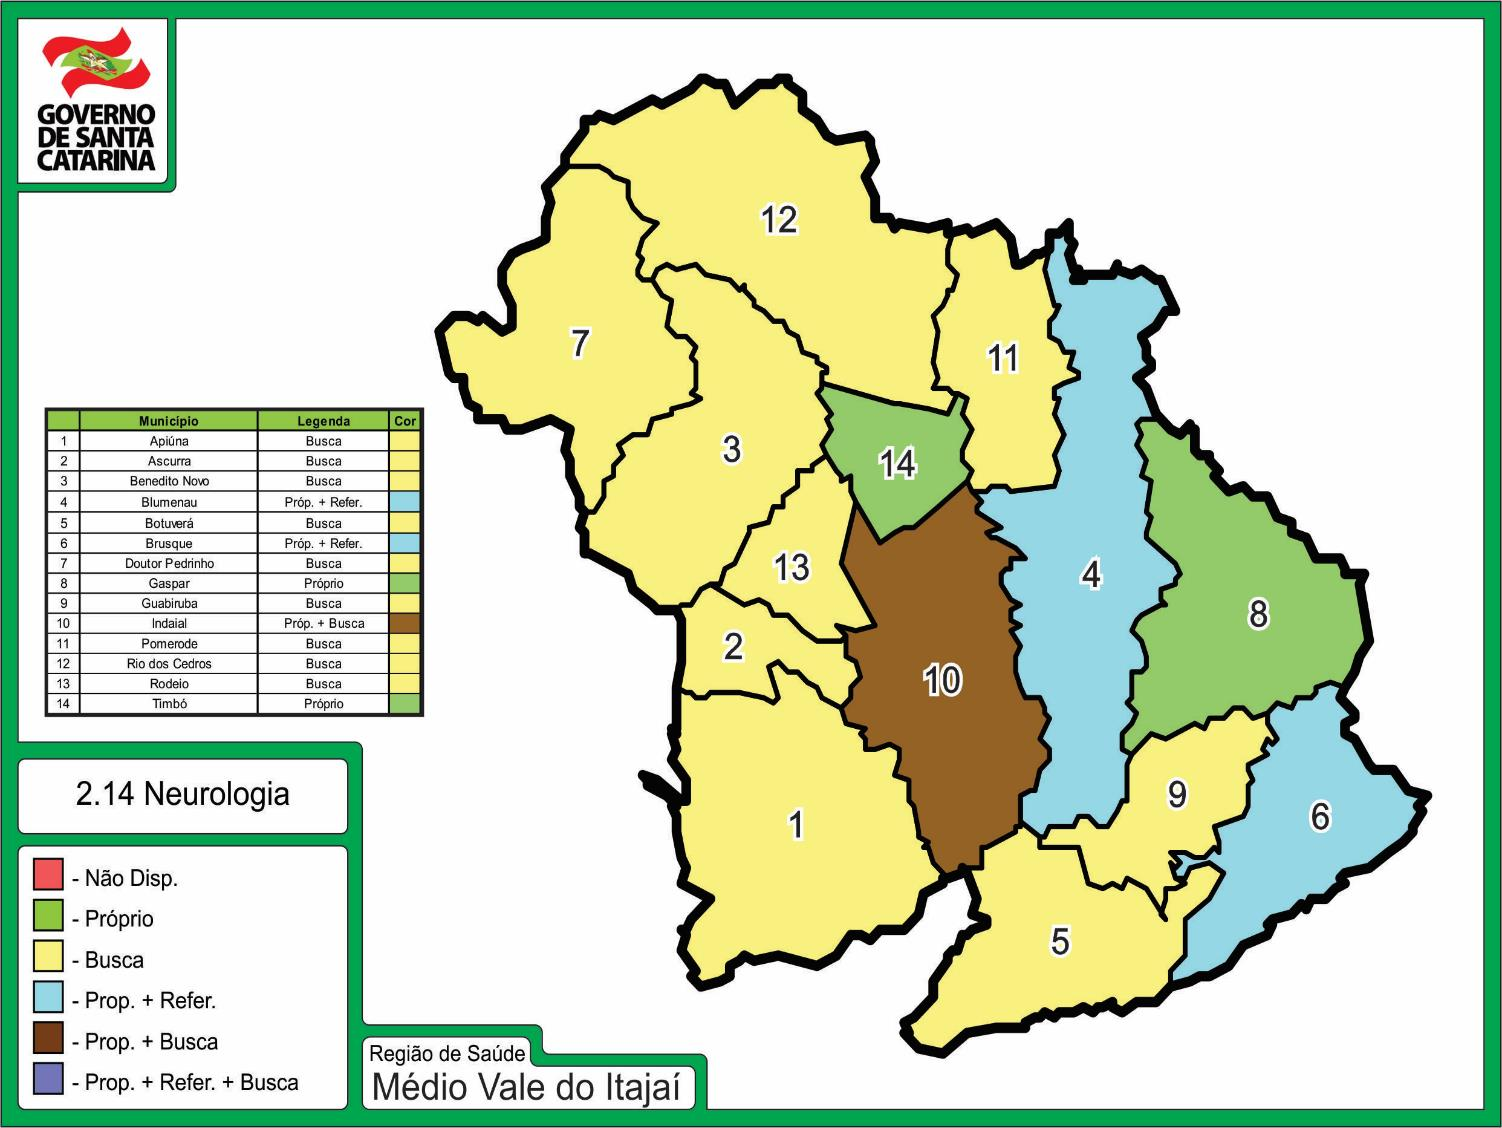 GOVERNO
DE SANTA
CATARINA
12
7
11
3
14
13
4
8
2
10
9
1
6
5
Município Legenda Cor
1 Apiúna Busca
2 Ascurra Busca
3 Benedito Novo Busca
4 Blumenau Próp. + Refer.
5 Botuverá Busca
6 Brusque Próp. + Refer.
7 Doutor Pedrinho Busca
8 Gaspar Próprio
9 Guabiruba Busca
10 Indaial Próp. + Busca
11 Pomerode Busca
12 Rio dos Cedros Busca
13 Rodeio Busca
14 Timbó Próprio
2.14 Neurologia
- Não Disp.
- Próprio
- Busca
- Prop. + Refer.
- Prop. + Busca
- Prop. + Refer. + Busca
Região de Saúde
Médio Vale do Itajaí